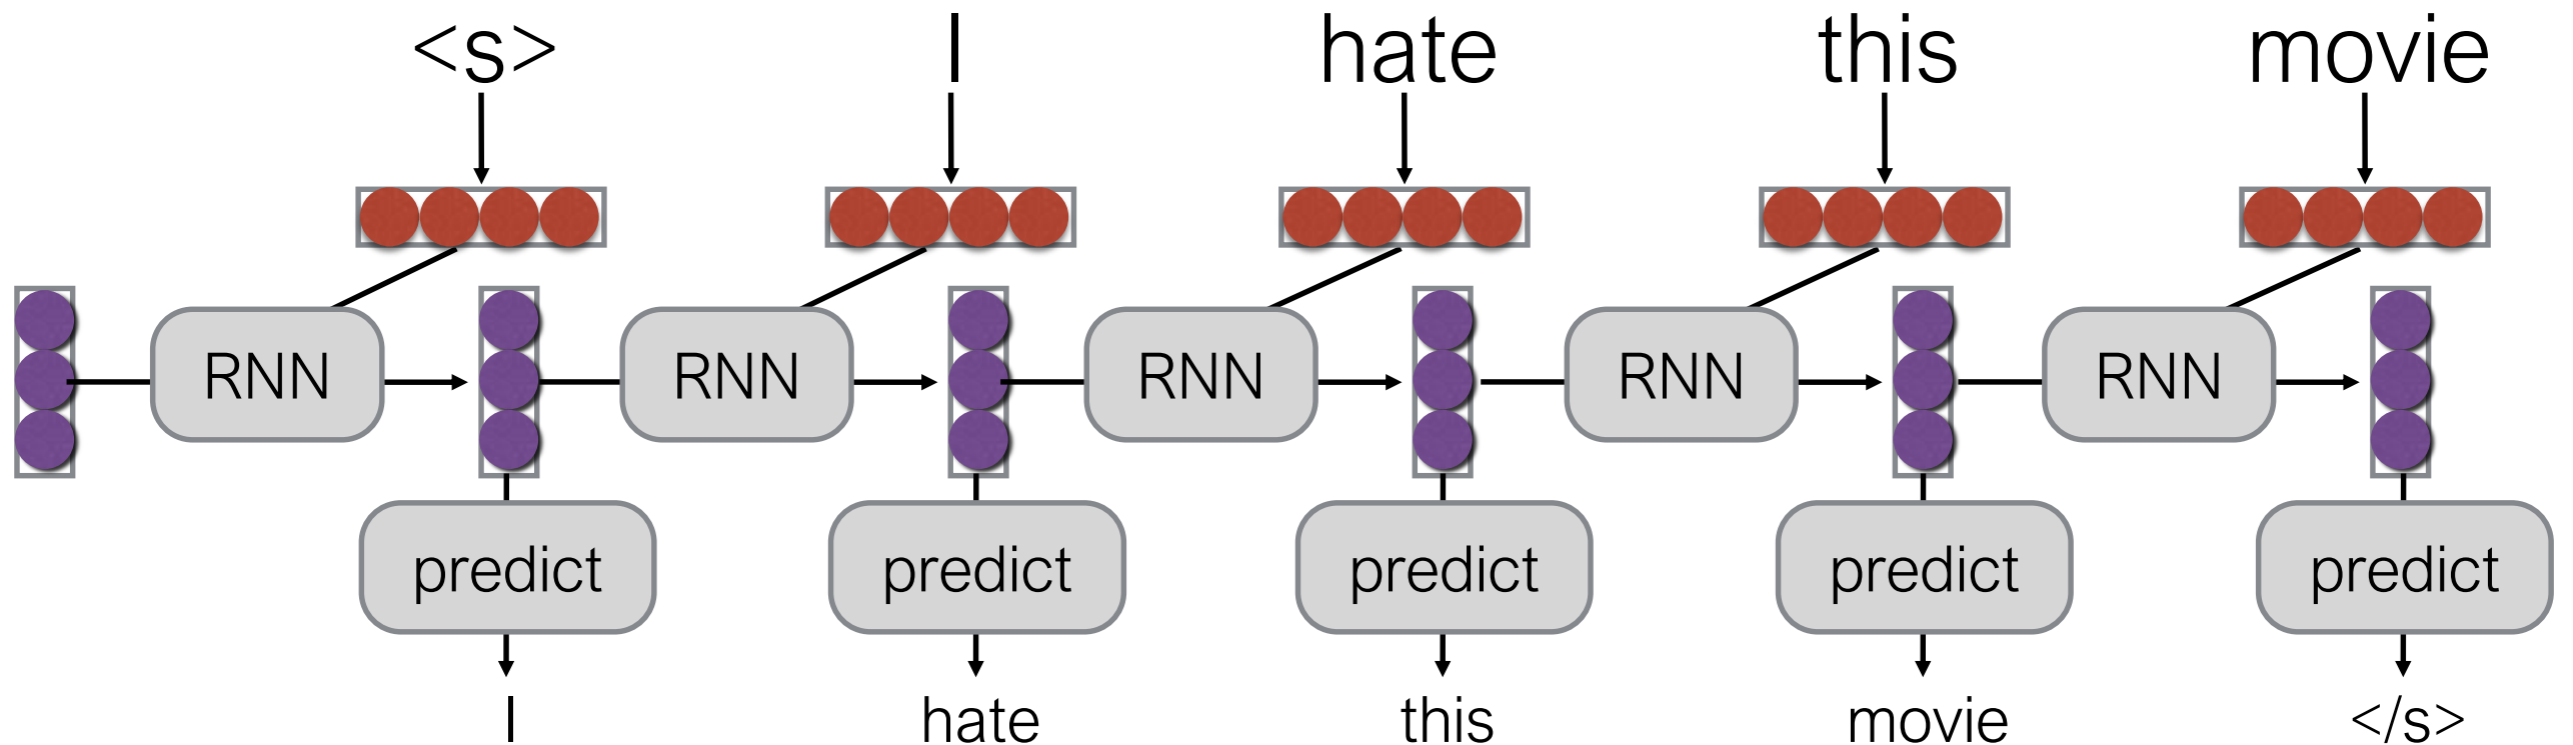 <s> I hate this movie
RNN RNN RNN RNN RNN
predict predict predict predict predict
I hate this movie </s>